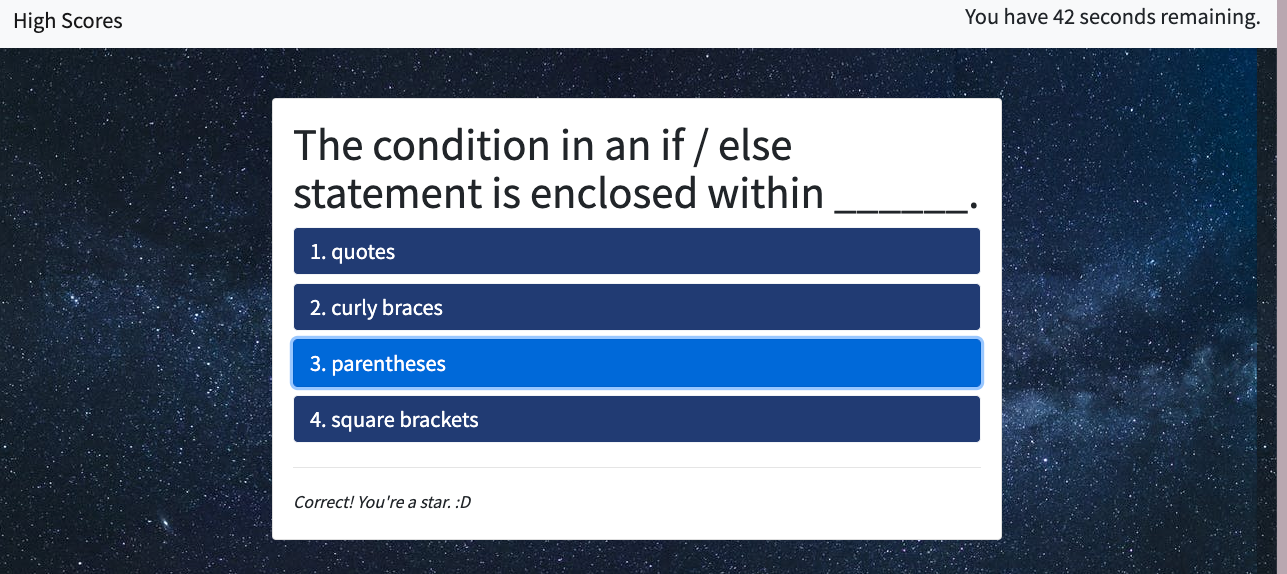 High Scores
You have 42 seconds remaining.
The condition in an if / else
statement is enclosed within ______.
1. quotes
2. curly braces
3. parentheses
4. square brackets
Correct! You're a star. :D